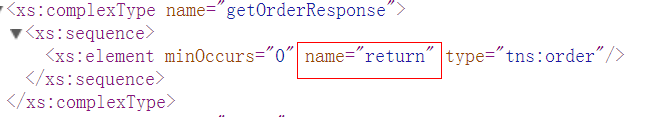 ▼<xs:complexType name="getOrderResponse">
▼<xs:sequence>
<xs:element minOccurs="0" name="return" type="tns:order"/>
</xs:sequence>
</xs:complexType>